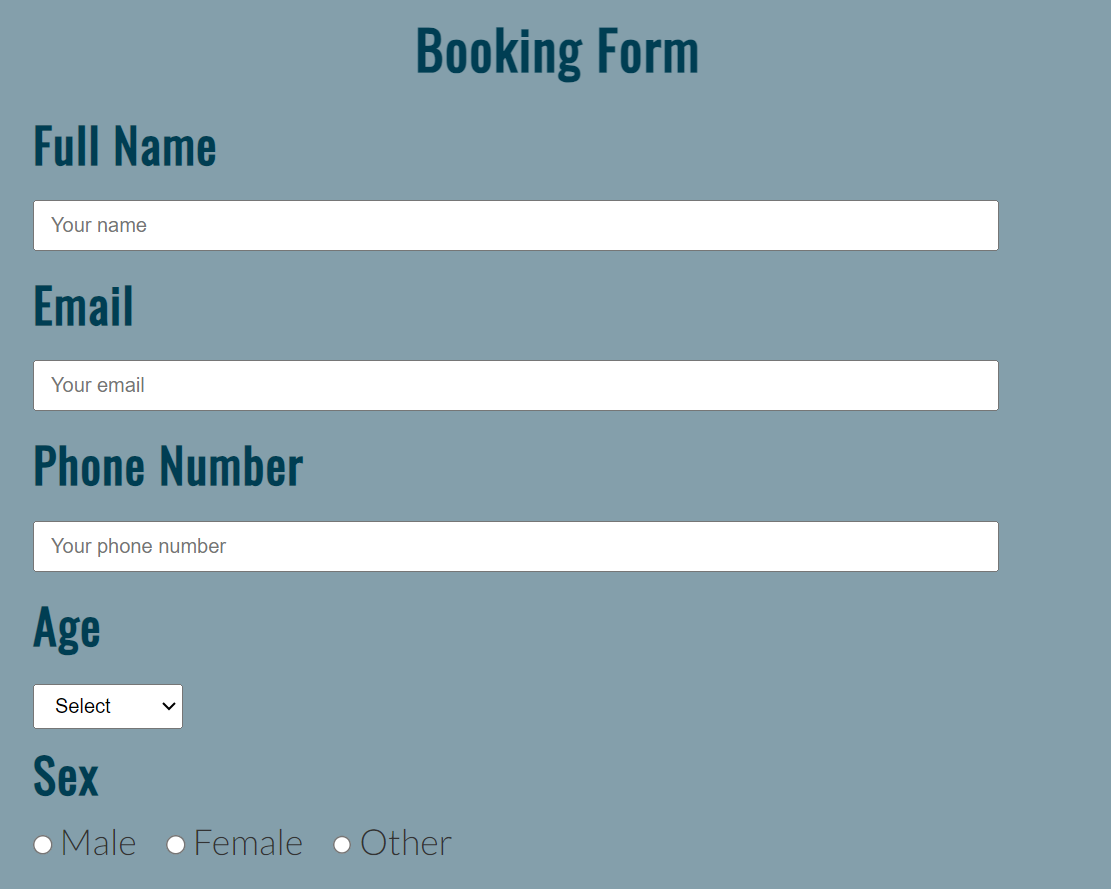 Booking Form
Full Name
Your name
Email
Your email
Phone Number
Your phone number
Age
Select
Sex
Male Female Other